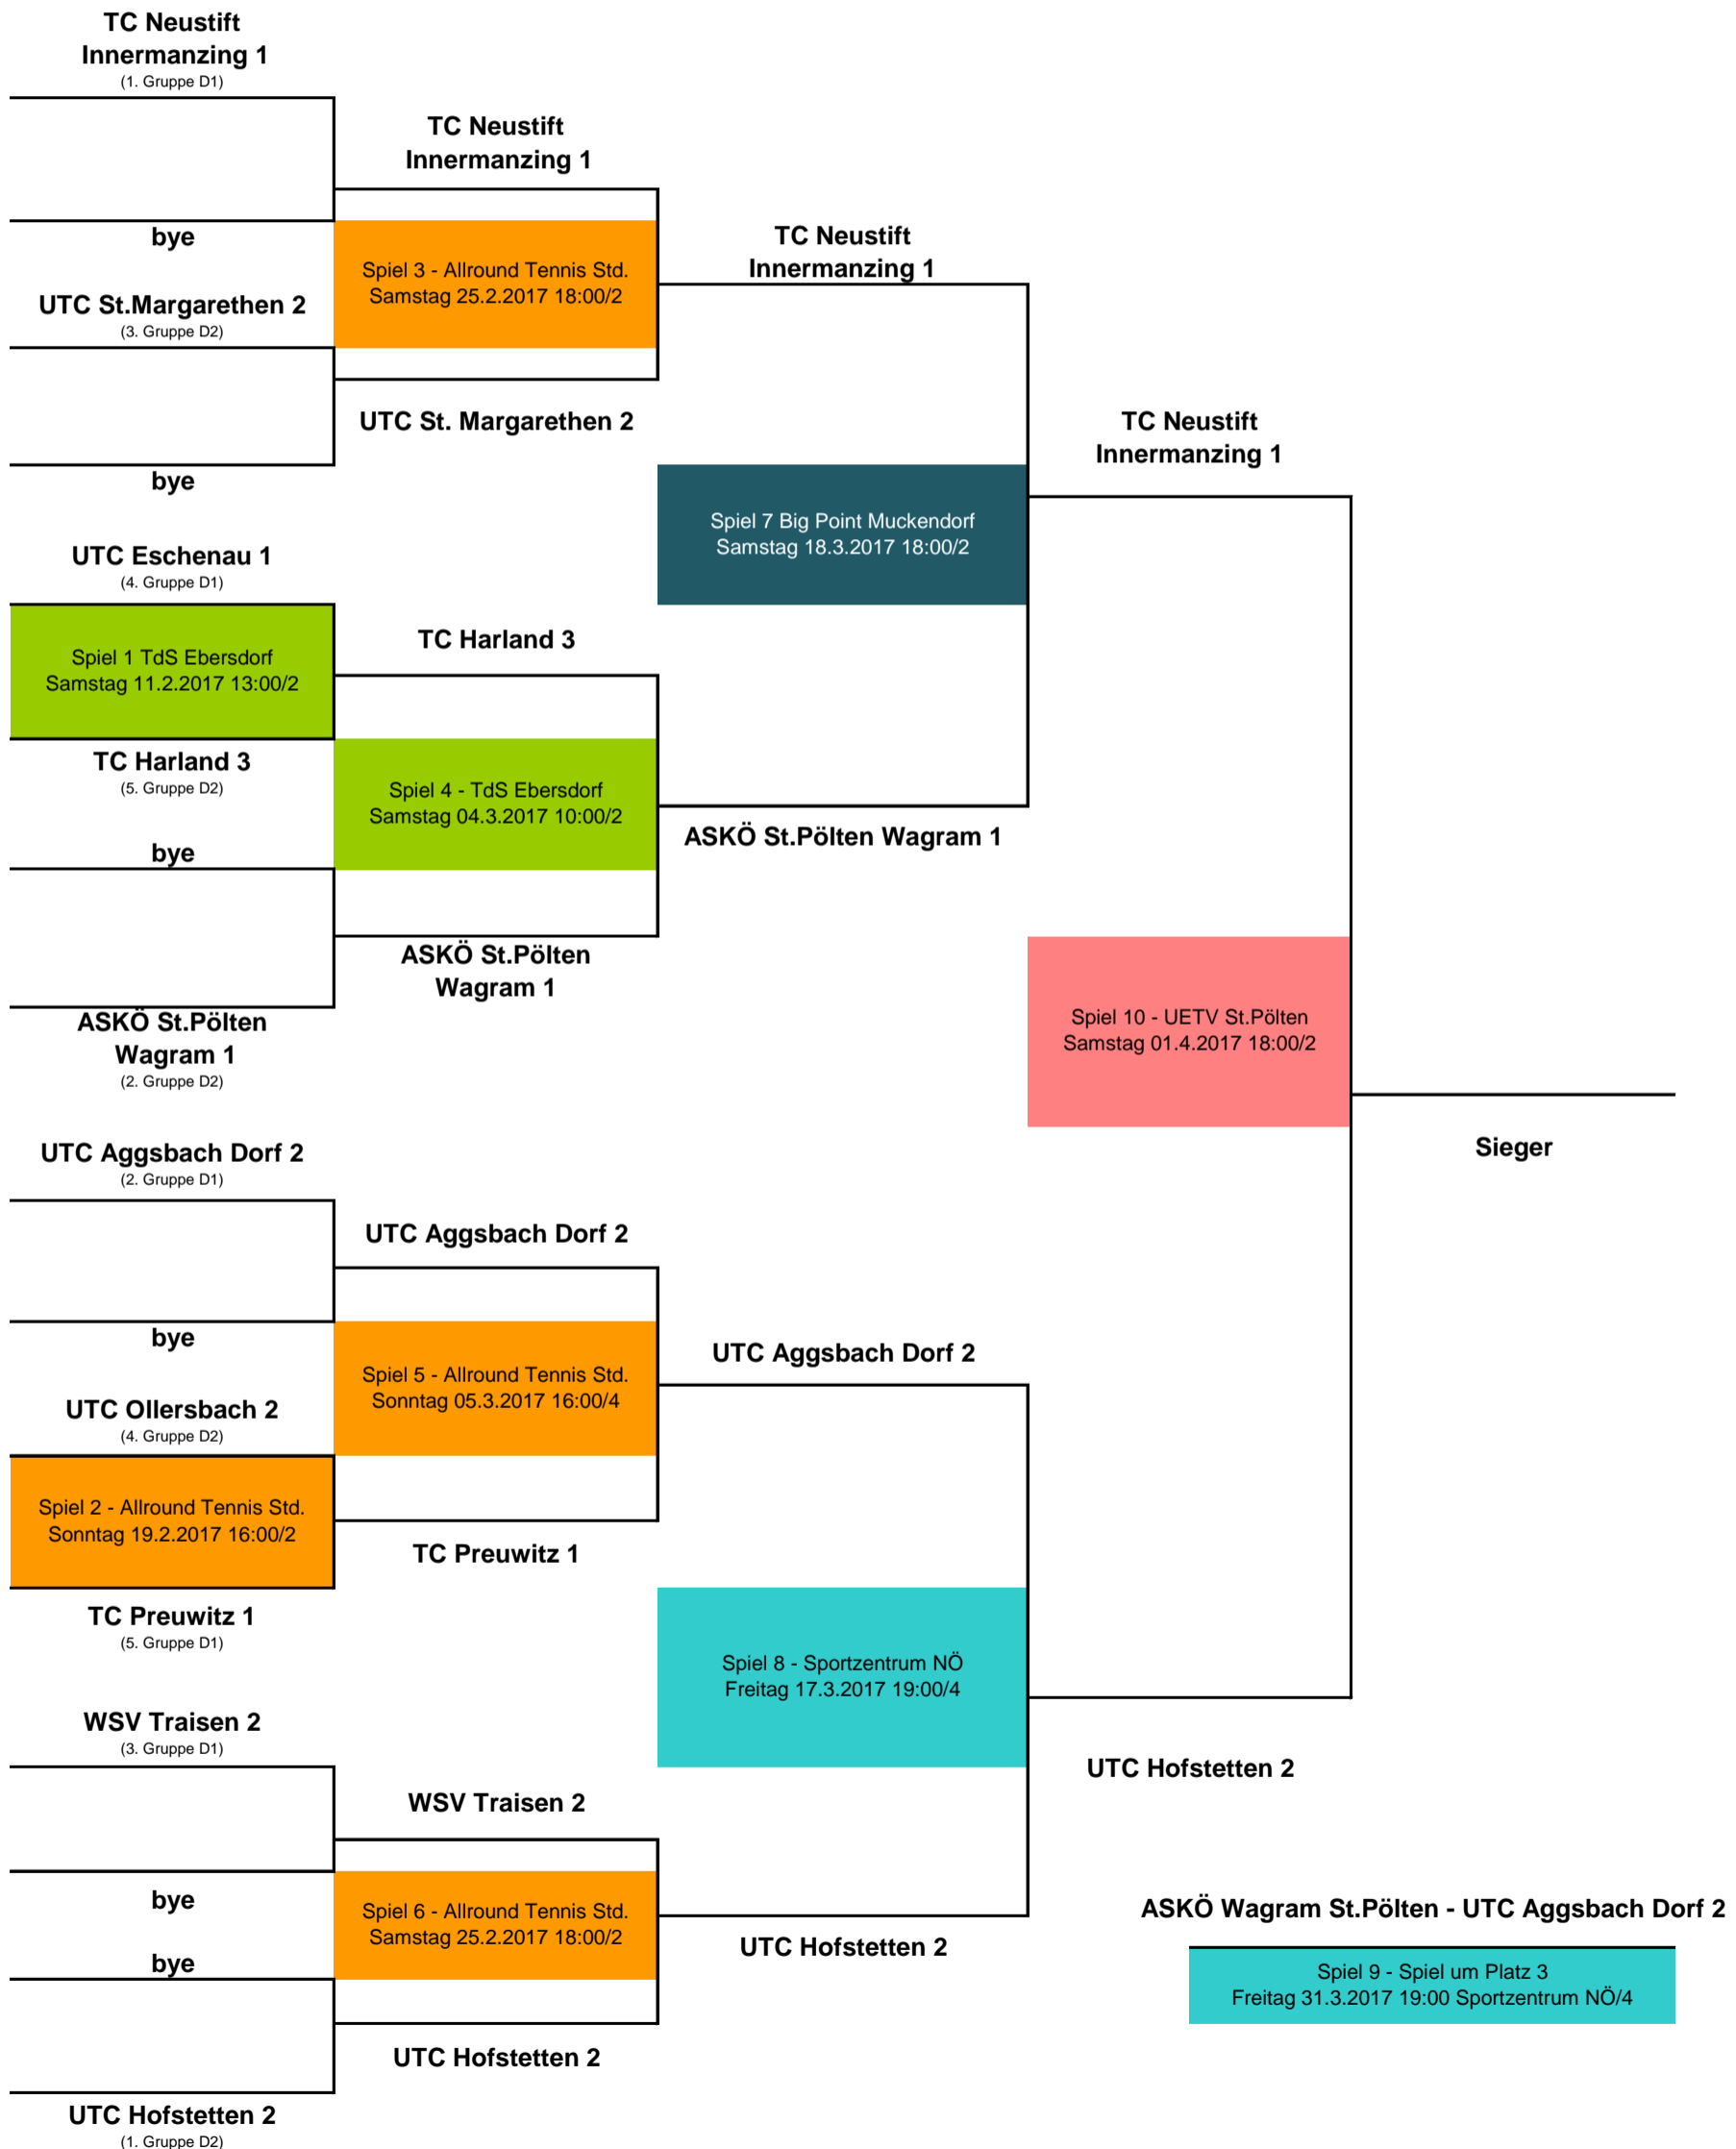 TC Neustift
Innermanzing 1
(1. Gruppe D1)
bye
UTC St.Margarethen 2
(3. Gruppe D2)
bye
UTC Eschenau 1
(4. Gruppe D1)
Spiel 1 TdS Ebersdorf
Samstag 11.2.2017 13:00/2
TC Harland 3
(5. Gruppe D2)
bye
ASKÖ St.Pölten
Wagram 1
(2. Gruppe D2)
UTC Aggsbach Dorf 2
(2. Gruppe D1)
bye
UTC Ollersbach 2
(4. Gruppe D2)
Spiel 2 - Allround Tennis Std.
Sonntag 19.2.2017 16:00/2
TC Preuwitz 1
(5. Gruppe D1)
WSV Traisen 2
(3. Gruppe D1)
bye
bye
UTC Hofstetten 2
(1. Gruppe D2)
TC Neustift
Innermanzing 1
Spiel 3 - Allround Tennis Std.
Samstag 25.2.2017 18:00/2
UTC St. Margarethen 2
TC Harland 3
Spiel 4 - TdS Ebersdorf
Samstag 04.3.2017 10:00/2
ASKÖ St.Pölten
Wagram 1
UTC Aggsbach Dorf 2
Spiel 5 - Allround Tennis Std.
Sonntag 05.3.2017 16:00/4
TC Preuwitz 1
WSV Traisen 2
Spiel 6 - Allround Tennis Std.
Samstag 25.2.2017 18:00/2
UTC Hofstetten 2
TC Neustift
Innermanzing 1
Spiel 7 Big Point Muckendorf
Samstag 18.3.2017 18:00/2
ASKÖ St.Pölten Wagram 1
UTC Aggsbach Dorf 2
Spiel 8 - Sportzentrum NÖ
Freitag 17.3.2017 19:00/4
UTC Hofstetten 2
TC Neustift
Innermanzing 1
Spiel 10 - UETV St.Pölten
Samstag 01.4.2017 18:00/2
UTC Hofstetten 2
Sieger
ASKÖ Wagram St.Pölten - UTC Aggsbach Dorf 2
Spiel 9 - Spiel um Platz 3
Freitag 31.3.2017 19:00 Sportzentrum NÖ/4